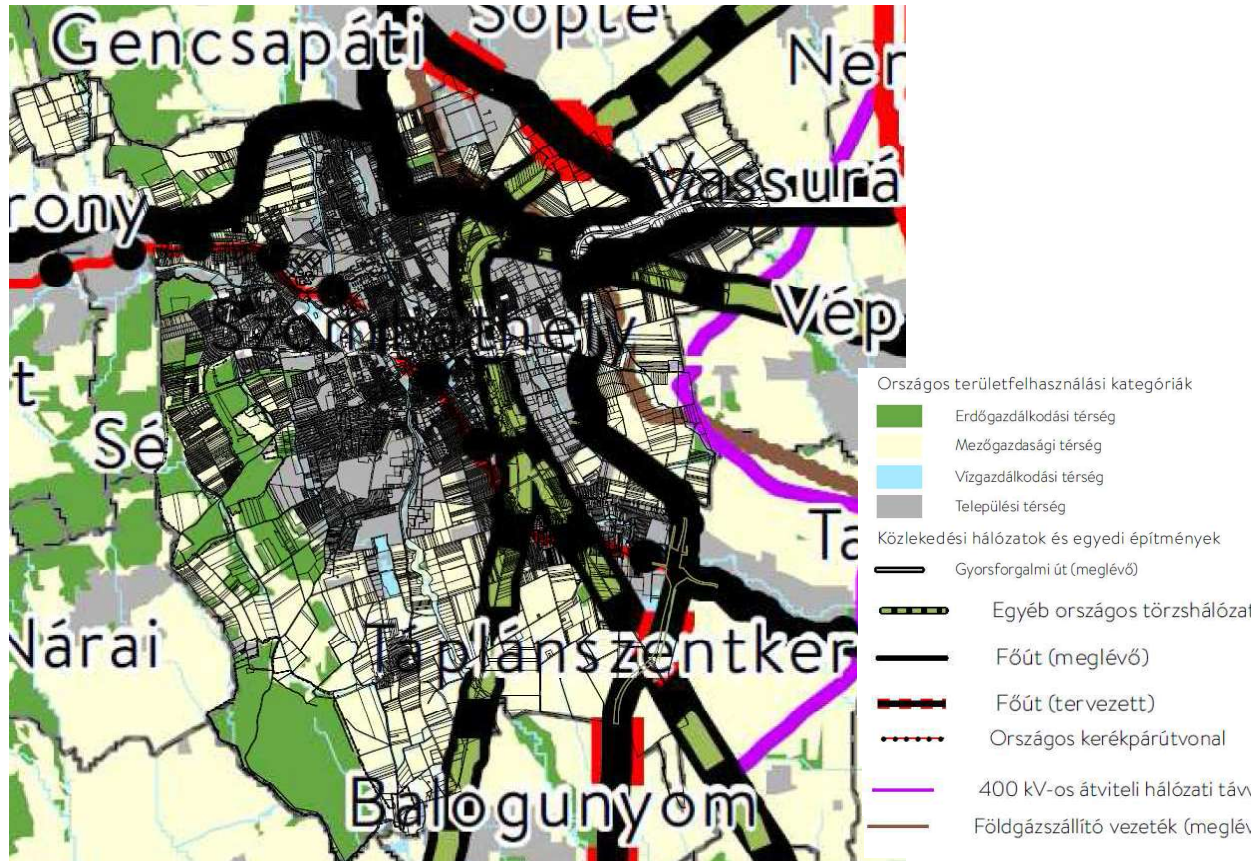 Gencsapáti
Sopte
Ner
rony
Vassurá
Szombathely
Vép
t
Sé
Ta
Nárai
Táplánszentker
Balogunyom
Országos területfelhasználási kategóriák
Erdőgazdálkodási térség
Mezőgazdasági térség
Vízgazdálkodási térség
Települési térség
Közlekedési hálózatok és egyedi építmények
Gyorsforgalmi út (meglévő)
Egyéb országos törzshálózat
Főút (meglévő)
Főút (tervezett)
Országos kerékpárútvonal
400 kV-os átviteli hálózati távv
Földgázszállító vezeték (meglév